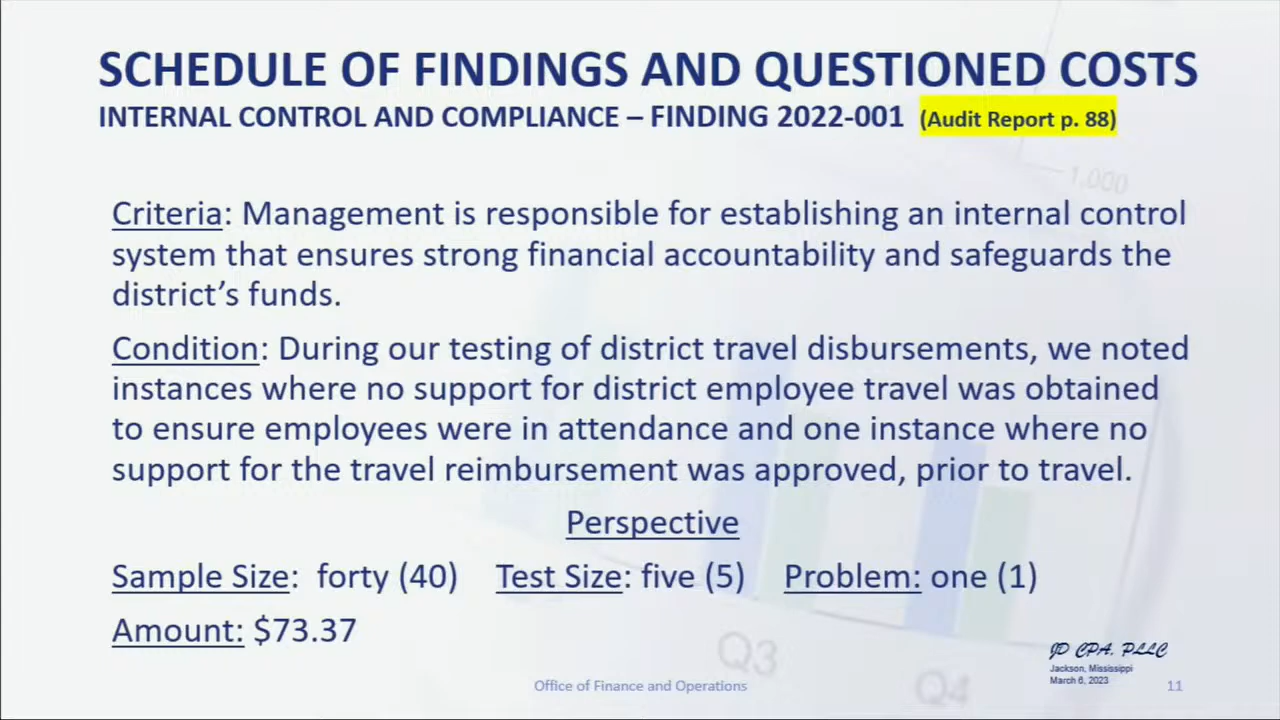 SCHEDULE OF FINDINGS AND QUESTIONED COSTS
INTERNAL CONTROL AND COMPLIANCE – FINDING 2022-001 (Audit Report p. 88)
1,000
Criteria: Management is responsible for establishing an internal control
system that ensures strong financial accountability and safeguards the
district’s funds.
Condition: During our testing of district travel disbursements, we noted
instances where no support for district employee travel was obtained
to ensure employees were in attendance and one instance where no
support for the travel reimbursement was approved, prior to travel.
Perspective
Sample Size: forty (40) Test Size: five (5) Problem: one (1)
Amount: $73.37
Q3
Q4
JD CPA, PLLC
Jackson, Mississippi
March 6, 2023
Office of Finance and Operations
11